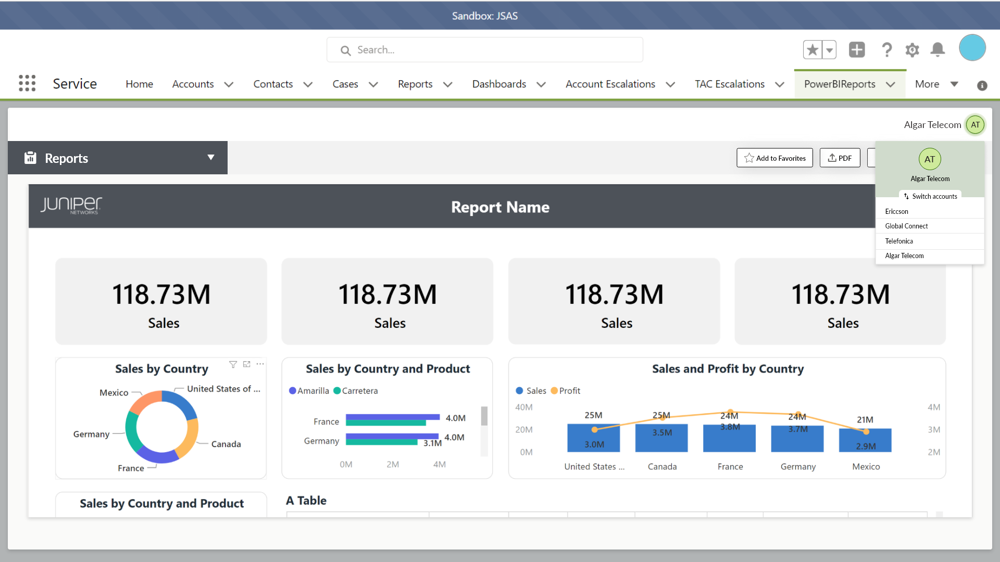 Sandbox: JSAS
Search...
Service
Home
Accounts
Contacts
Cases
Reports
Dashboards
Account Escalations
TAC Escalations
PowerBIReports
More
Algar Telecom
AT
Reports
Add to Favorites
PDF
AT
Algar Telecom
Switch accounts
Ericcson
Global Connect
Telefonica
Algar Telecom
JUNIPER
NETWORKS
Report Name
118.73M
Sales
118.73M
Sales
118.73M
Sales
118.73M
Sales
Sales by Country
Mexico
United States of ...
Germany
Canada
France
Sales by Country and Product
Amarilla
Carretera
France
4.0M
Germany
4.0M
3.1M
0M
2M
4M
Sales and Profit by Country
Sales
Profit
40M
20M
0M
25M
25M
24M
24M
21M
3.0M
3.5M
3.8M
3.7M
2.9M
4M
3M
2M
United States ...
Canada
France
Germany
Mexico
Sales by Country and Product
A Table